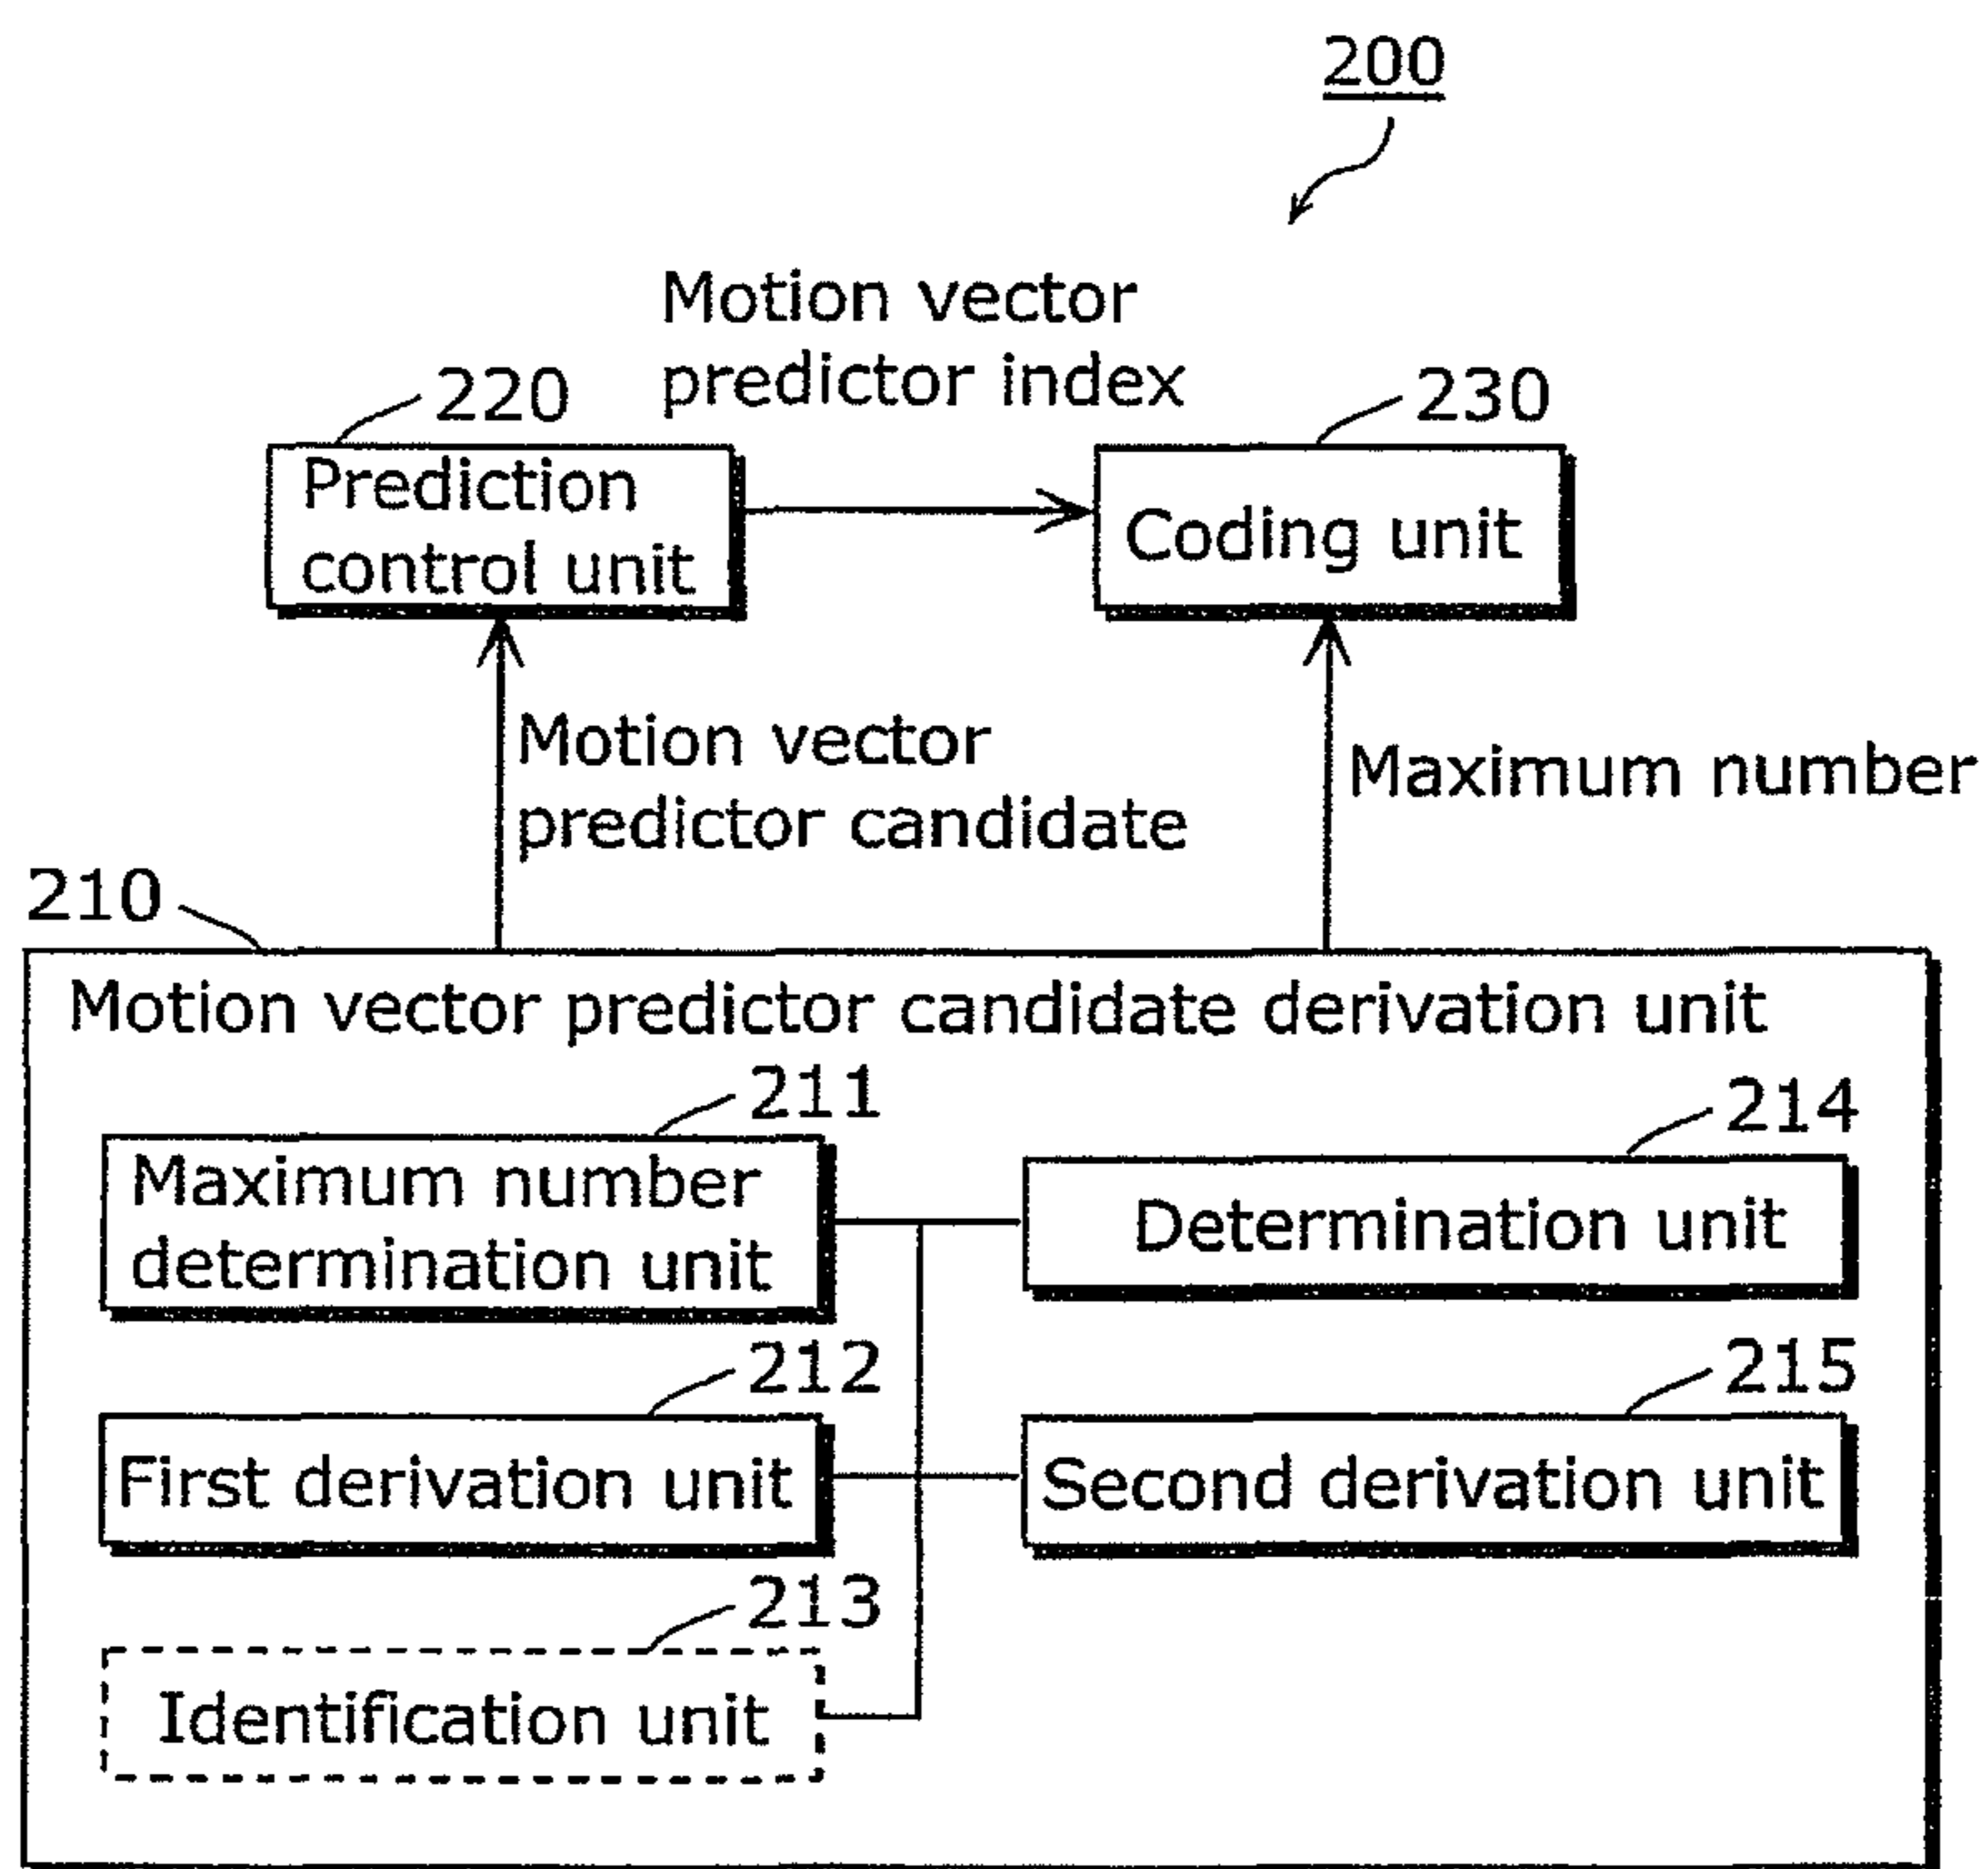 200
Motion vector
predictor index
220
230
Prediction
control unit
Coding unit
Motion vector
predictor candidate
Maximum number
210
Motion vector predictor candidate derivation unit
211
214
Maximum number
determination unit
Determination unit
212
215
First derivation unit
Second derivation unit
213
Identification unit